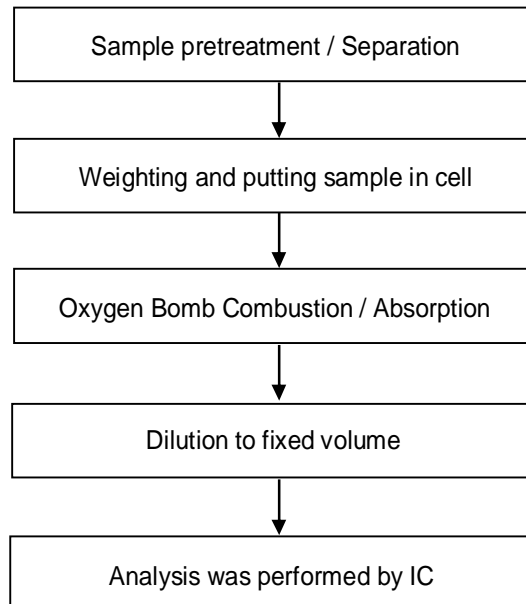 Sample pretreatment / Separation
Weighting and putting sample in cell
Oxygen Bomb Combustion / Absorption
Dilution to fixed volume
Analysis was performed by IC